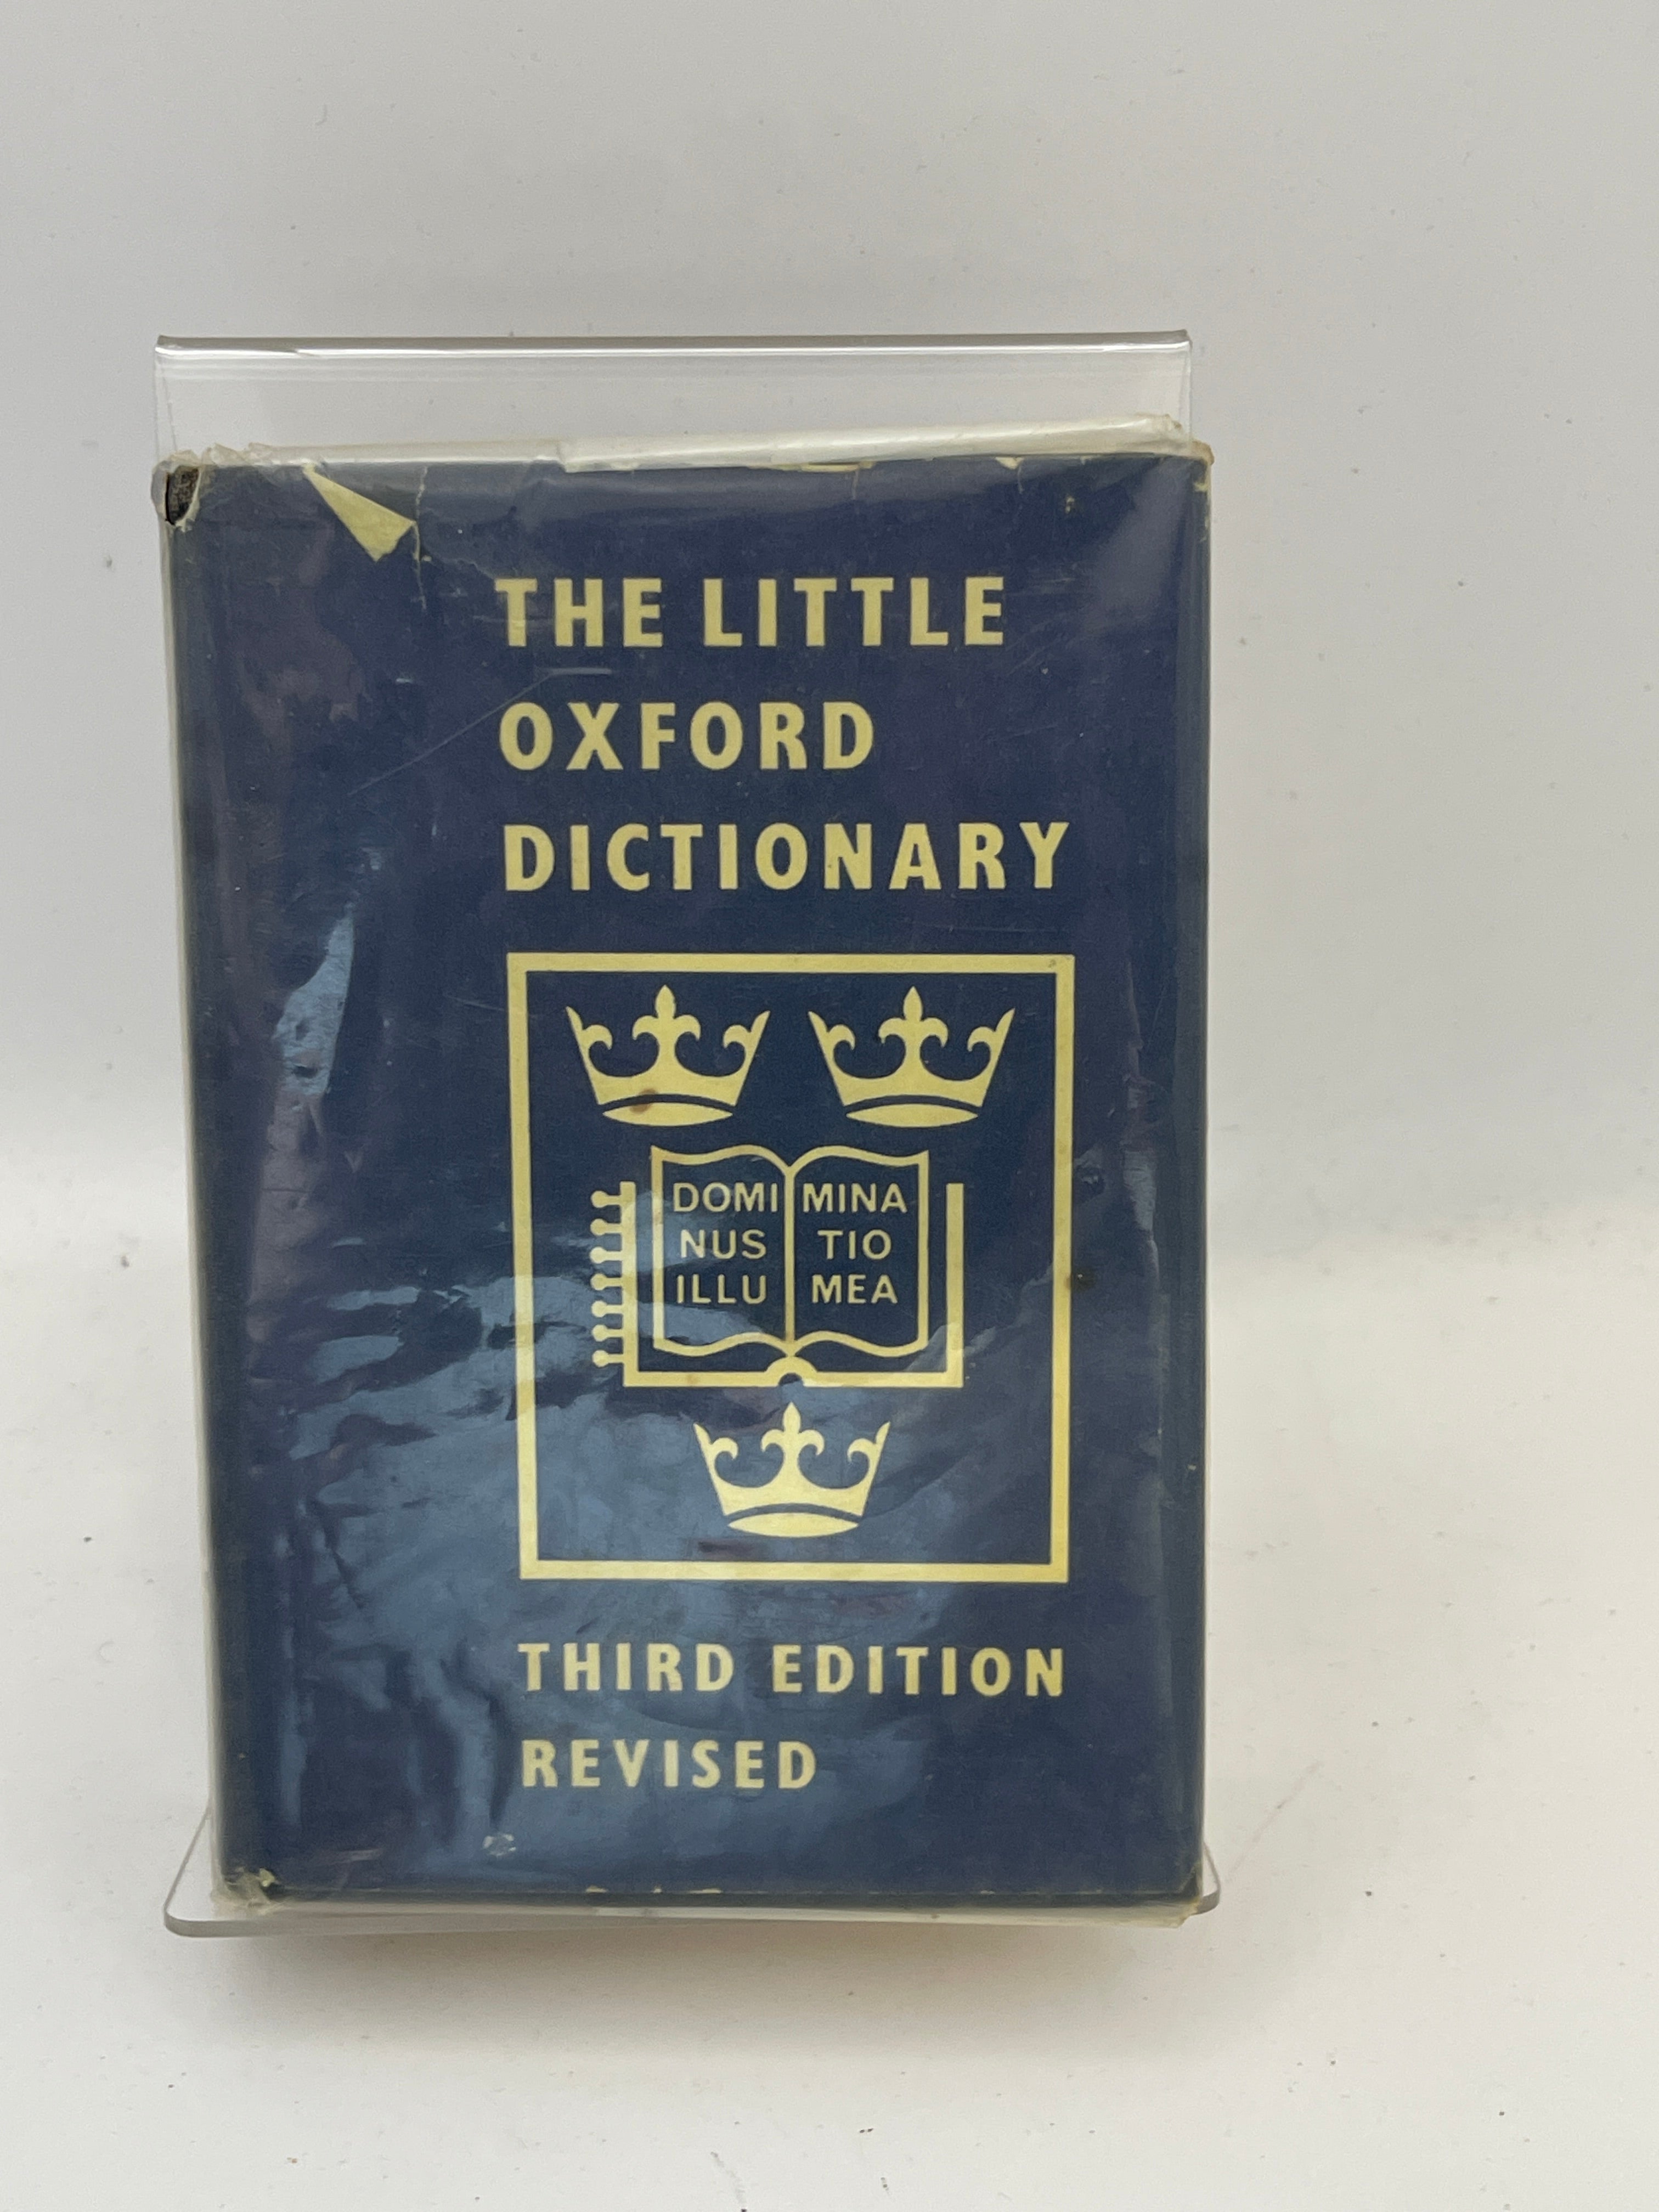 THE LITTLE
OXFORD
DICTIONARY
DOMI MINA
NUS TIO
ILLU MEA
THIRD EDITION
REVISED